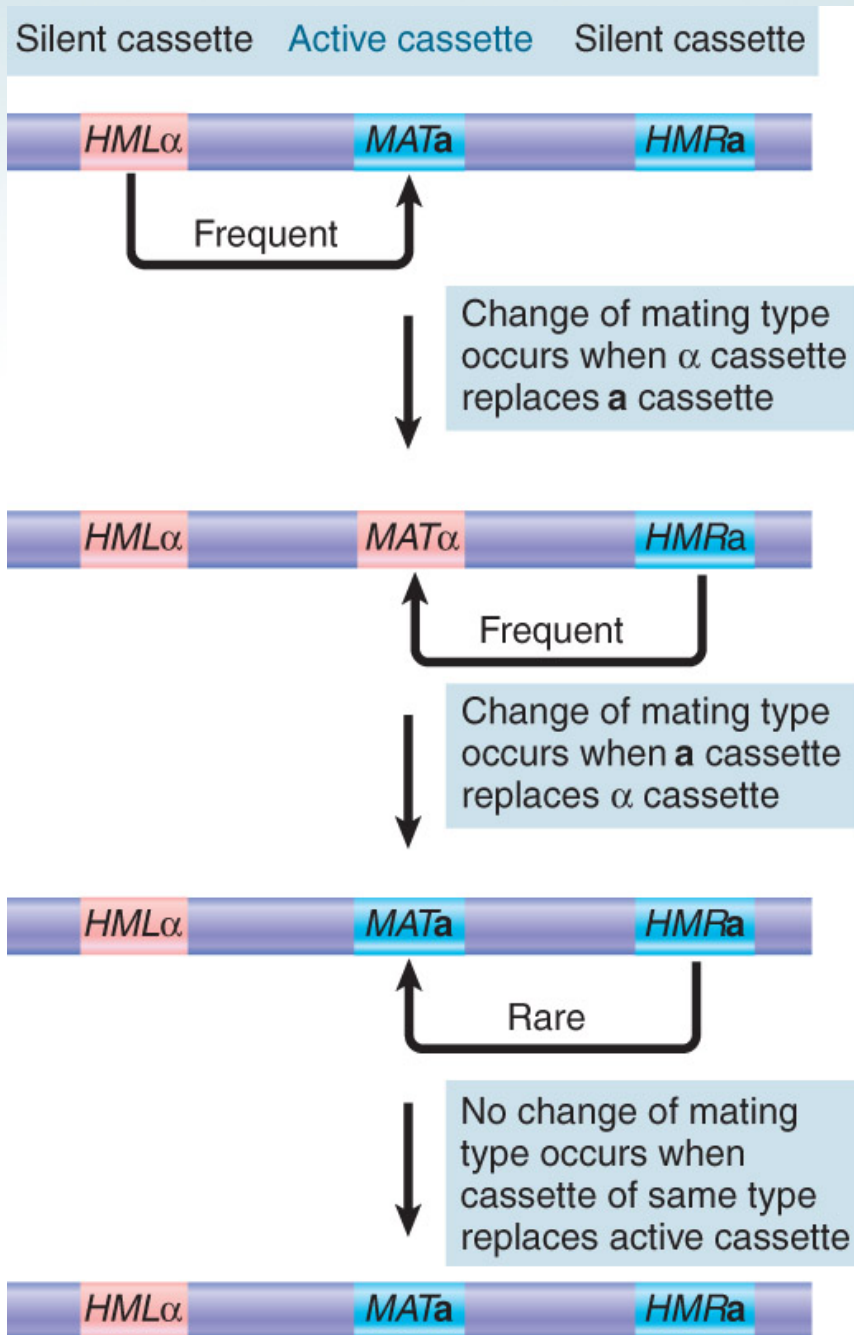 Silent cassette Active cassette Silent cassette
HMLα MATa HMRa
Frequent
Change of mating type
occurs when α cassette
replaces a cassette
HMLα MATα HMRa
Frequent
Change of mating type
occurs when a cassette
replaces α cassette
HMLα MATa HMRa
Rare
No change of mating
type occurs when
cassette of same type
replaces active cassette
HMLα MATa HMRa